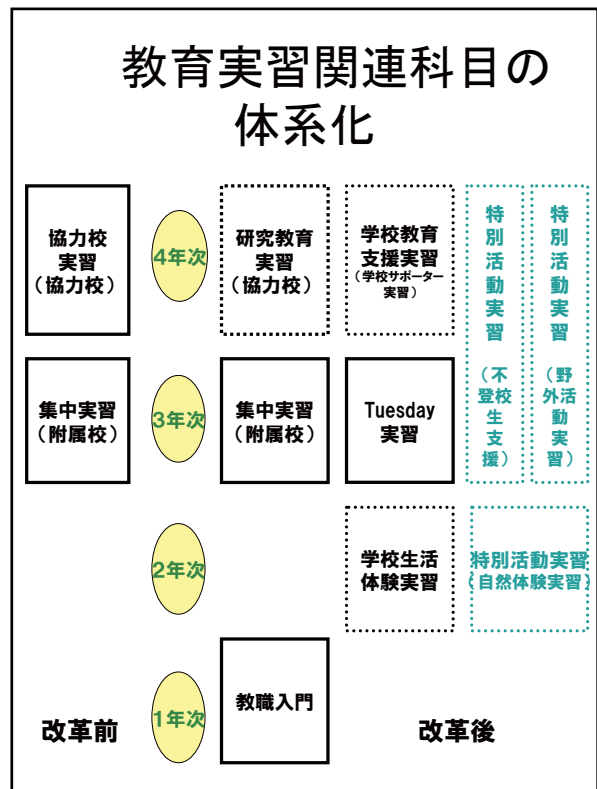 教育実習関連科目の
体系化
協力校
実習
（協力校）
4年次
研究教育
実習
（協力校）
学校教育
支援実習
（学校サポーター
実習）
特別活動実習
（不登校生支援）
特別活動実習
（野外活動実習）
集中実習
（附属校）
3年次
集中実習
（附属校）
Tuesday
実習
2年次
学校生活
体験実習
特別活動実習
（自然体験実習）
改革前
1年次
教職入門
改革後